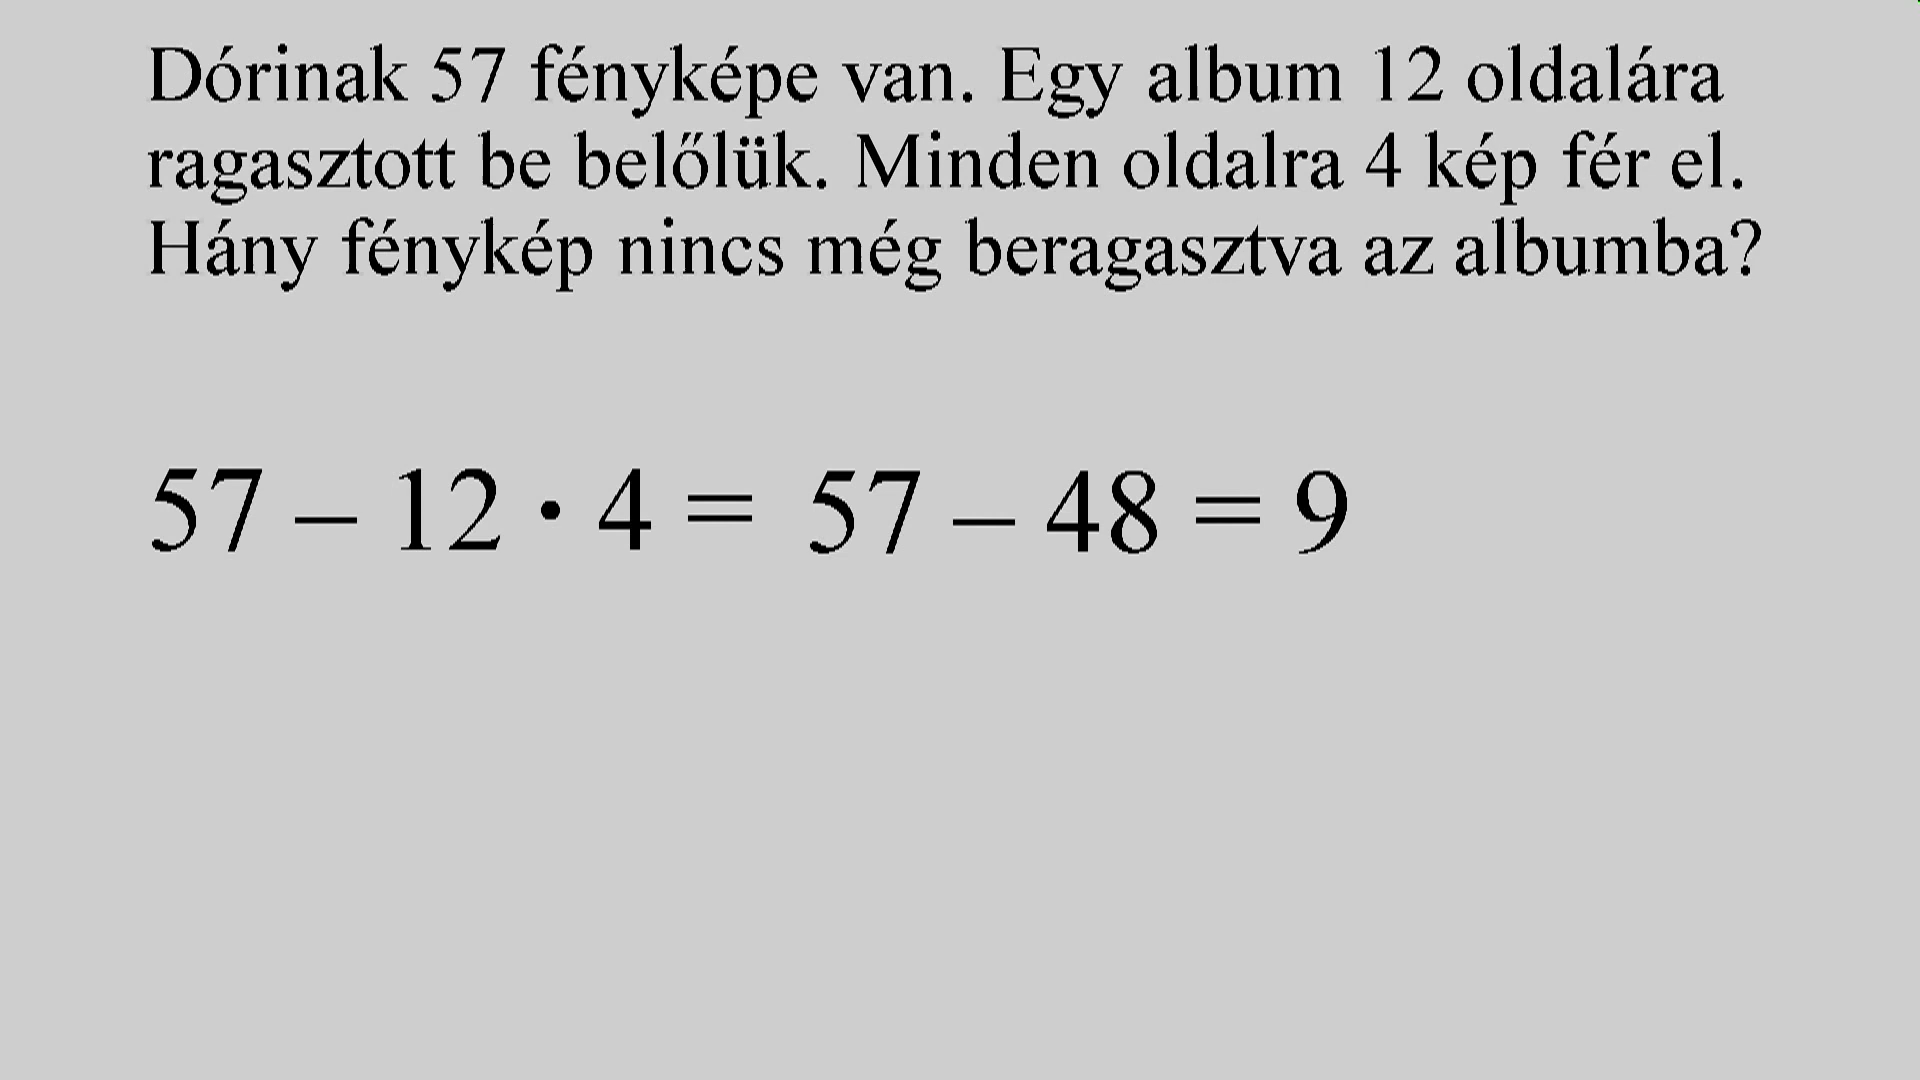 Dórinak 57 fényképe van. Egy album 12 oldalára
ragasztott be belőlük. Minden oldalra 4 kép fér el.
Hány fénykép nincs még beragasztva az albumba?
57 – 12 · 4 = 57 – 48 = 9